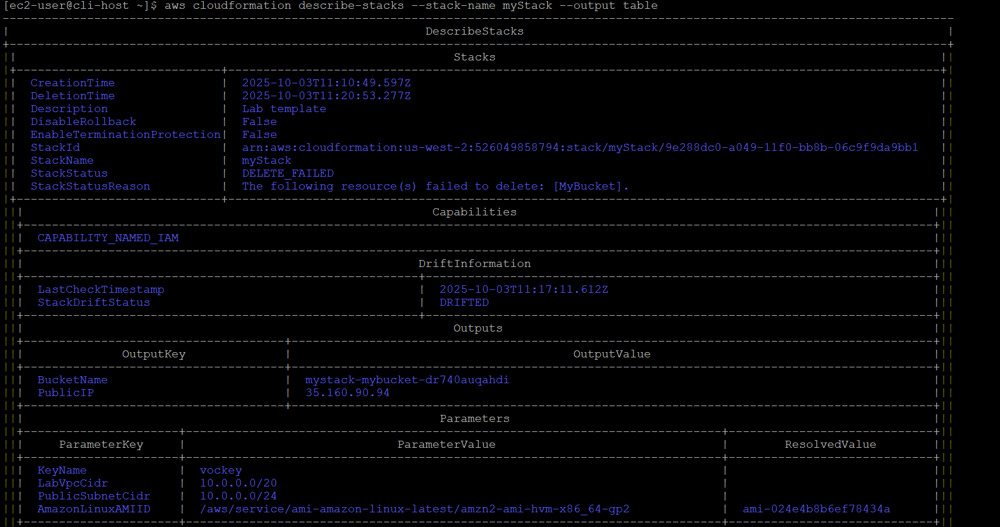 [ec2-user@cli-host ~]$ aws cloudformation describe-stacks --stack-name myStack --output table
DescribeStacks
Stacks
CreationTime | 2025-10-03T11:10:49.597Z
DeletionTime | 2025-10-03T11:20:53.277Z
Description | Lab template
DisableRollback | False
EnableTerminationProtection| False
StackId | arn:aws:cloudformation:us-west-2:526049858794:stack/myStack/9e288dc0-a049-11f0-bb8b-06c9f9da9bb1
StackName | myStack
StackStatus | DELETE_FAILED
StackStatusReason | The following resource(s) failed to delete: [MyBucket].
Capabilities
CAPABILITY_NAMED_IAM
DriftInformation
LastCheckTimestamp | 2025-10-03T11:17:11.612Z
StackDriftStatus | DRIFTED
Outputs
OutputKey | OutputValue
BucketName | mystack-mybucket-dr740auqahdi
PublicIP | 35.160.90.94
Parameters
ParameterKey | ParameterValue | ResolvedValue
KeyName | vockey |
LabVpcCidr | 10.0.0.0/20 |
PublicSubnetCidr | 10.0.0.0/24 |
AmazonLinuxAMIID | /aws/service/ami-amazon-linux-latest/amzn2-ami-hvm-x86_64-gp2 | ami-024e4b8b6ef78434a